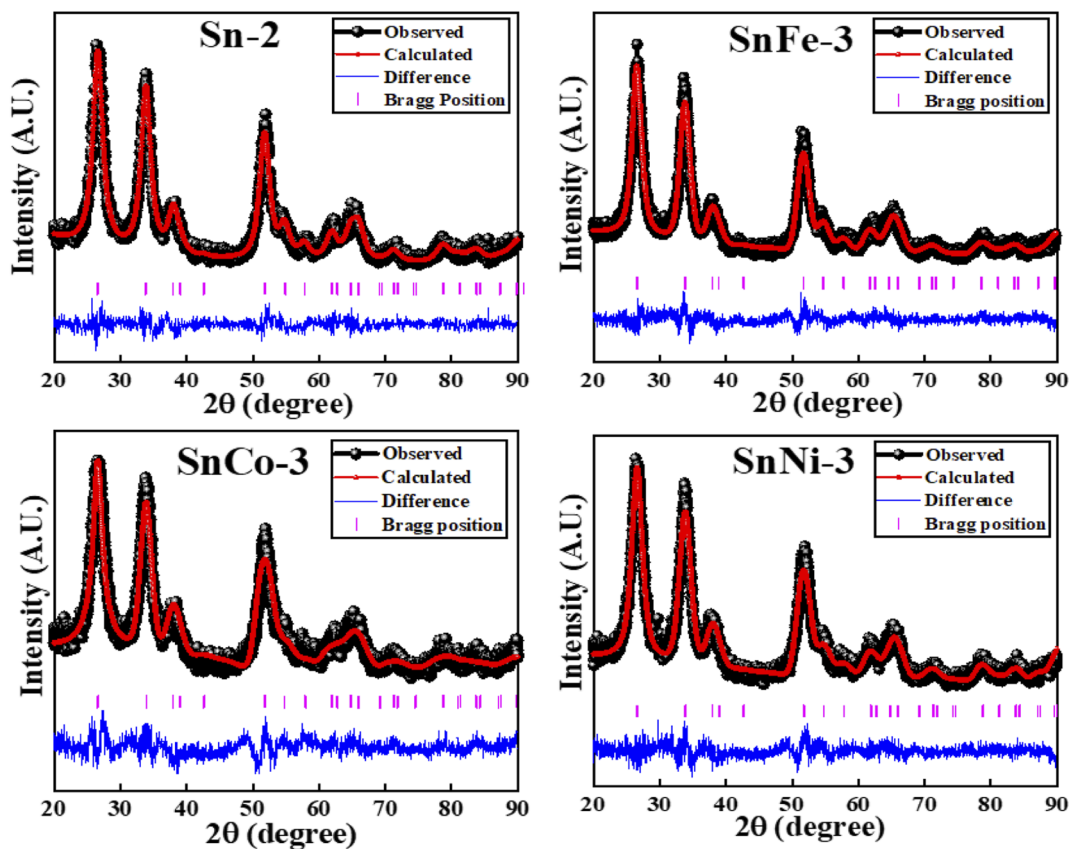 Sn-2
Observed
Calculated
Difference
Bragg Position
Intensity (A.U.)
20 30 40 50 60 70 80 90
2θ (degree)
SnFe-3
Observed
Calculated
Difference
Bragg position
Intensity (A.U.)
20 30 40 50 60 70 80 90
2θ (degree)
SnCo-3
Observed
Calculated
Difference
Bragg position
Intensity (A.U.)
20 30 40 50 60 70 80 90
2θ (degree)
SnNi-3
Observed
Calculated
Difference
Bragg position
Intensity (A.U.)
20 30 40 50 60 70 80 90
2θ (degree)